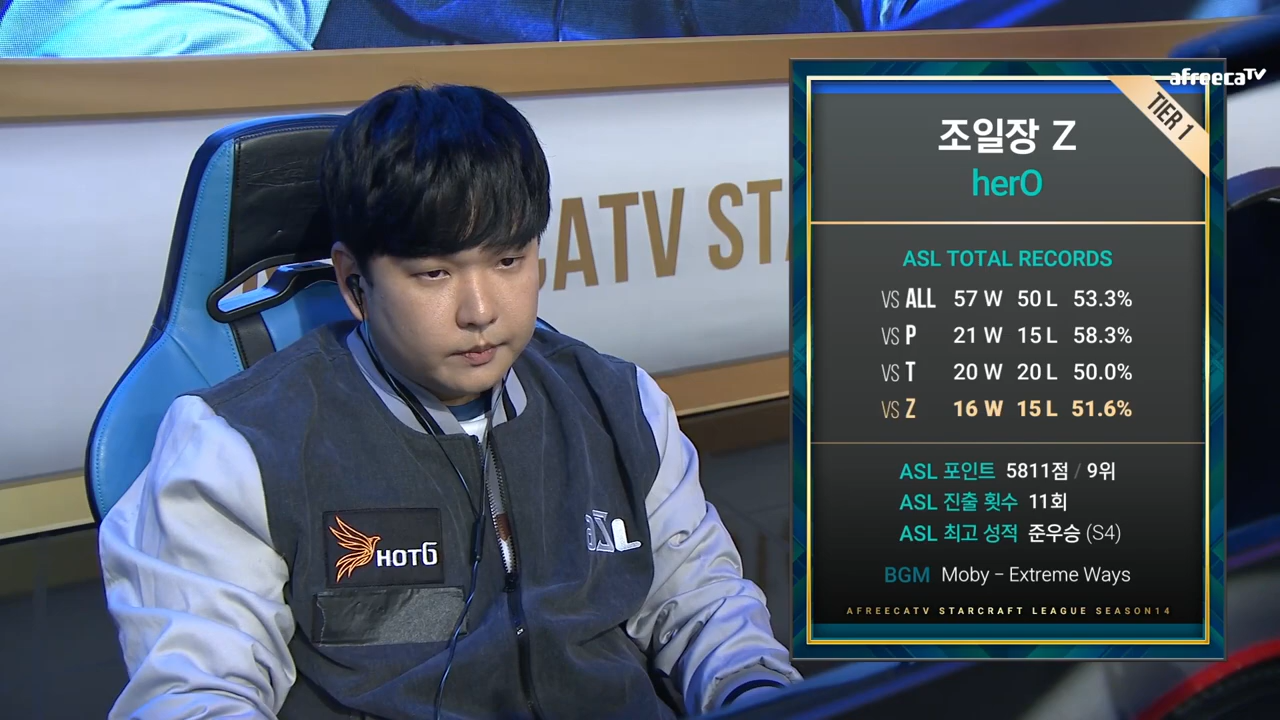 afreecaTV
TIER 1
조일장 Z
herO
ASL TOTAL RECORDS
VS ALL 57 W 50 L 53.3%
VS P 21 W 15 L 58.3%
VS T 20 W 20 L 50.0%
VS Z 16 W 15 L 51.6%
ASL 포인트 5811점 / 9위
ASL 진출 횟수 11회
ASL 최고 성적 준우승 (S4)
BGM Moby - Extreme Ways
AFREECATV STARCRAFT LEAGUE SEASON14
CATV STA
HOT6
ASL